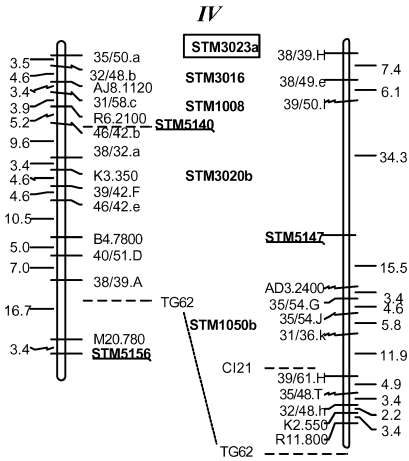 IV
STM3023a
STM3016
STM1008
STM5140
STM3020b
STM5147
STM1050b
3.5
4.6
3.4
3.9
5.2
9.6
3.4
4.6
4.6
10.5
5.0
7.0
16.7
3.4
35/50.a
32/48.b
AJ8.1120
31/58.c
R6.2100
46/42.b
38/32.a
K3.350
39/42.F
46/42.e
B4.7800
40/51.D
38/39.A
TG62
M20.780
STM5156
38/39.H
38/49.e
39/50.I
AD3.2400
35/54.G
35/54.J
31/36.k
CI21
39/61.H
35/48.T
32/48.h
K2.550
R11.800
TG62
7.4
6.1
34.3
15.5
3.4
4.6
5.8
11.9
4.9
3.4
2.2
3.4